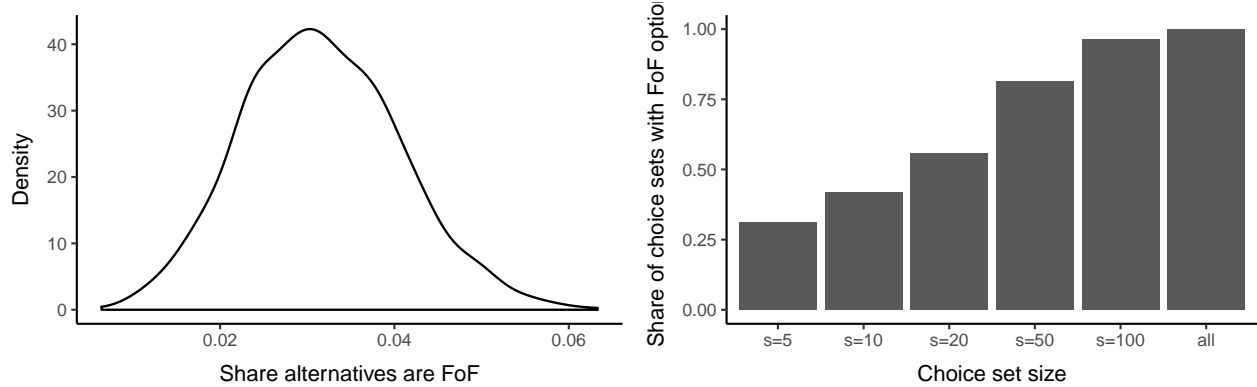 Density
40
30
20
10
0
0.02
0.04
0.06
Share alternatives are FoF
Share of choice sets with FoF
1.00
0.75
0.50
0.25
0.00
s=5
s=10
s=20
s=50
s=100
all
Choice set size